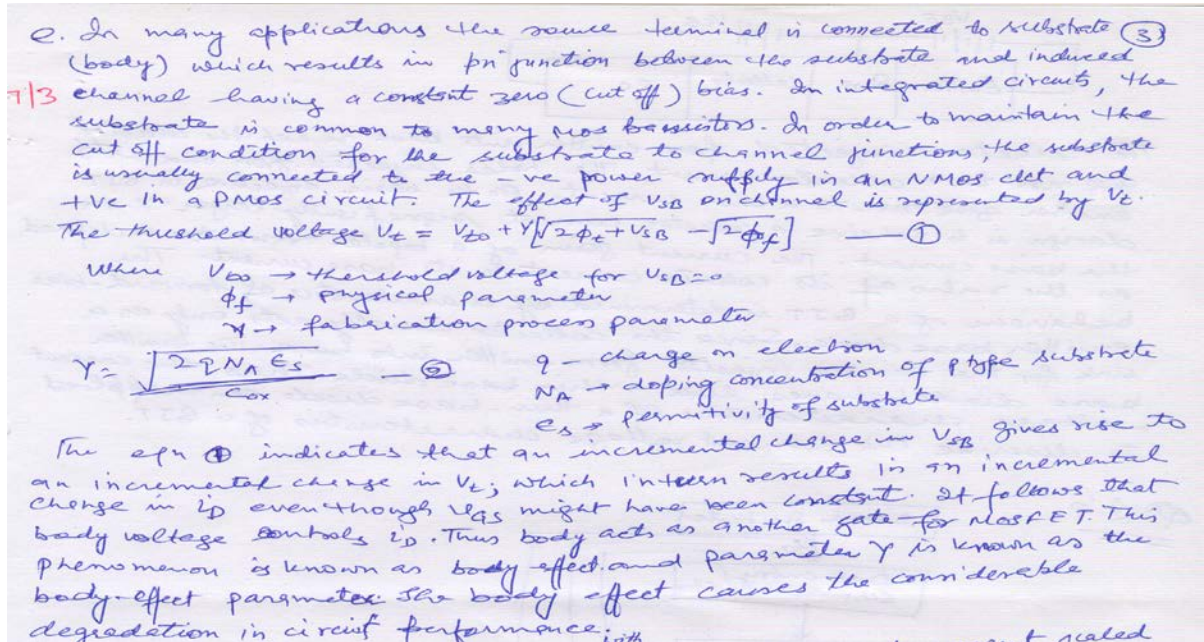 e. In many applications the source terminal is connected to substrate ③
(body) which results in pn junction between the substrate and induced
7/3 channel having a constant zero (cut off) bias. In integrated circuits, the
substrate is common to many MOS transistors. In order to maintain the
cut off condition for the substrate to channel junctions, the substrate
is usually connected to the -ve power supply in an NMOS ckt and
+ve in a PMOS circuit. The effect of VSB on channel is represented by Vt.
The threshold voltage Vt = Vto + γ[√2φf + VSB - √2φf] —— ①
Where Vto → thershold voltage for VSB=0
φf → physical parameter
γ → fabrication process parameter
γ = √2qNA εs / Cox —— ② q - charge on electron
NA → doping concentration of p type substrate
εs → permitivity of substrate
The eqn ① indicates that an incremental change in VSB gives rise to
an incremental change in Vt, which inturn results in an incremental
change in iD eventhough VGS might have been constant. It follows that
body voltage controls iD. Thus body acts as another gate for MOSFET. This
phenomenon is known as body effect and parameter γ is known as the
body-effect parameter. The body effect causes the considerable
degradation in circuit performance.
with scaled